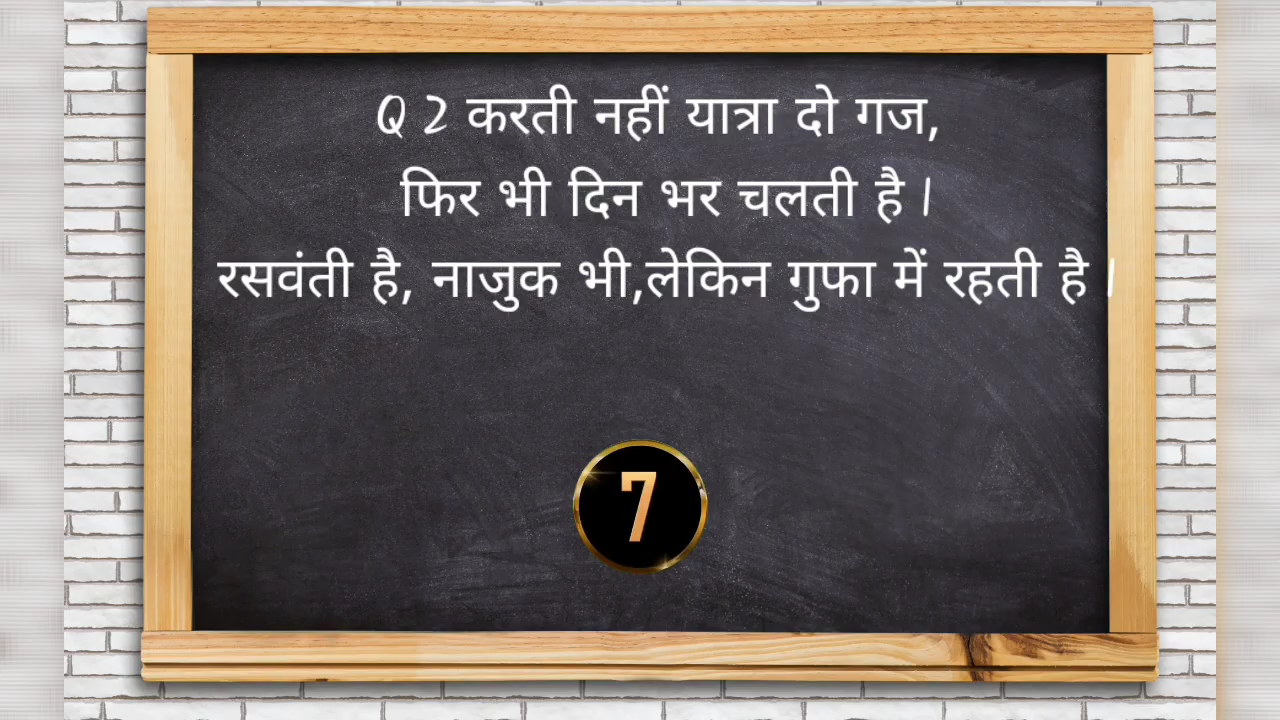 Q 2 करती नहीं यात्रा दो गज,
फिर भी दिन भर चलती है।
रसवंती है, नाजुक भी,लेकिन गुफा में रहती है।
7